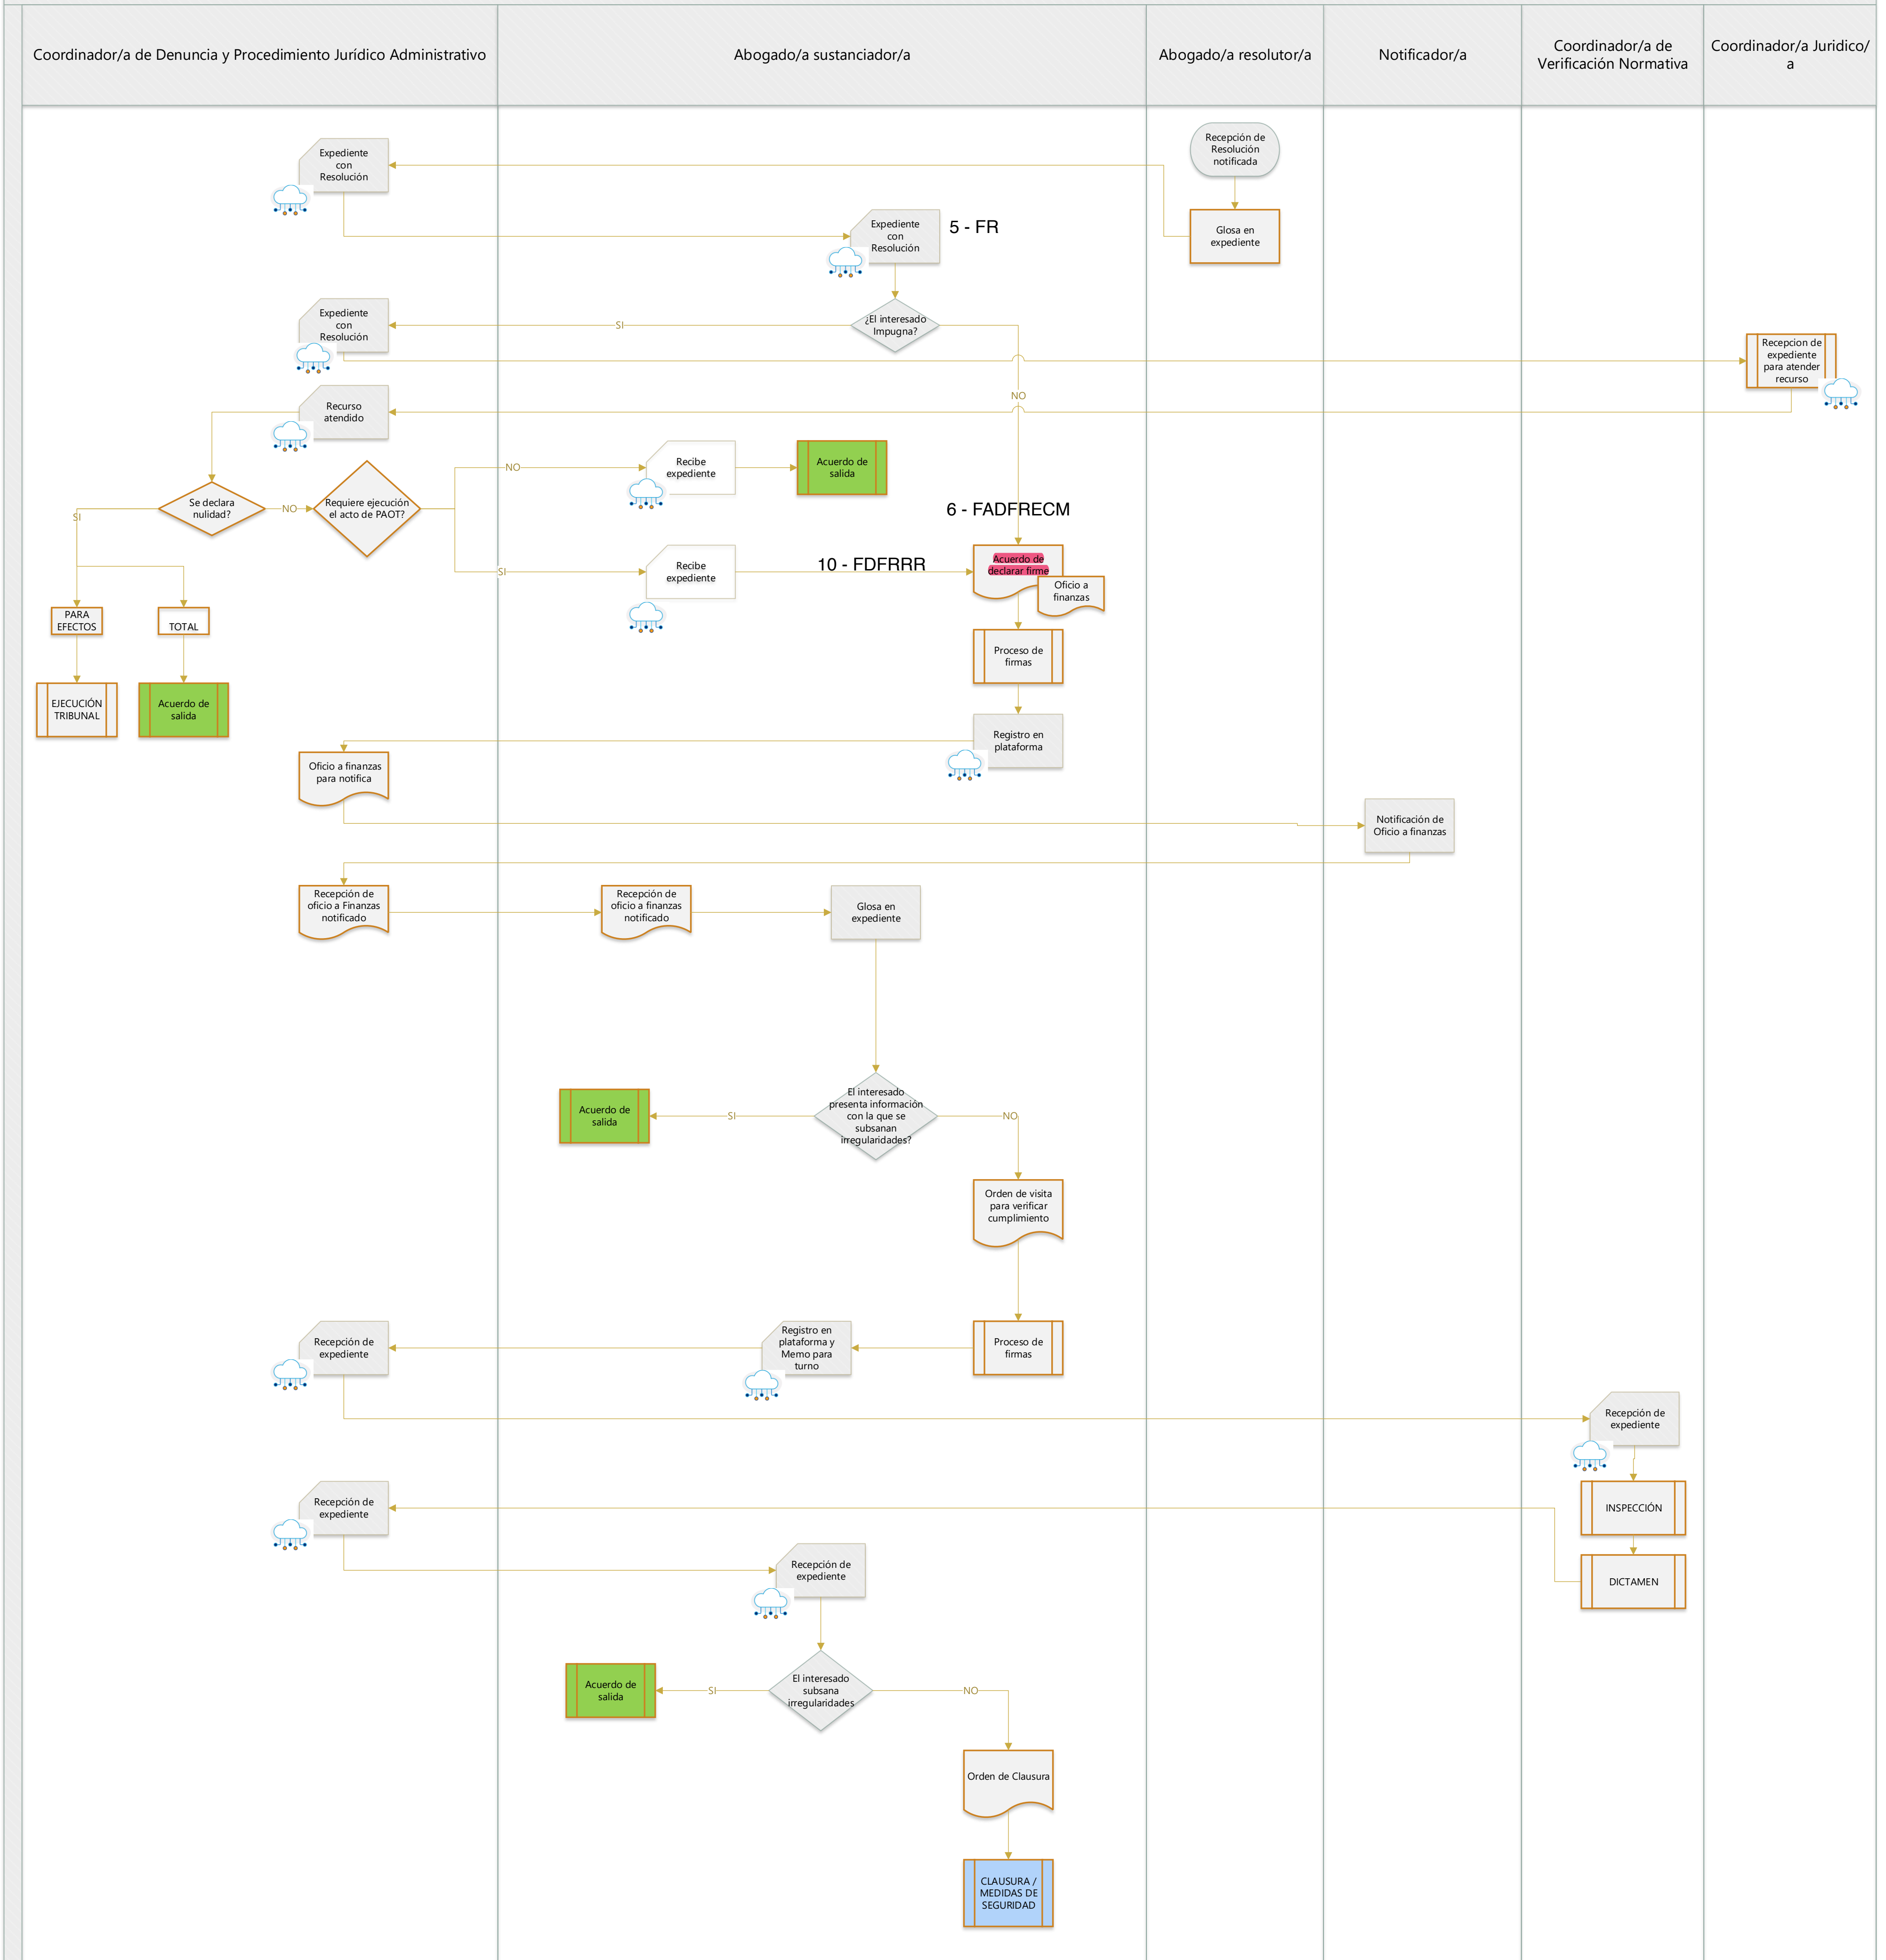 Coordinador/a de Denuncia y Procedimiento Jurídico Administrativo
Abogado/a sustanciador/a
Abogado/a resolutor/a
Notificador/a
Coordinador/a de
Verificación Normativa
Coordinador/a Juridico/
a
Recepción de
Resolución
notificada
Expediente
con
Resolución
Glosa en
expediente
Expediente
con
Resolución
5 - FR
¿El interesado
Impugna?
SI
NO
Expediente
con
Resolución
Recepcion de
expediente
para atender
recurso
Recurso
atendido
Se declara
nulidad?
SI
NO
Requiere ejecución
el acto de PAOT?
NO
Recibe
expediente
Acuerdo de
salida
SI
Recibe
expediente
6 - FADFRECM
10 - FDFRRR
Acuerdo de
declarar firme
Oficio a
finanzas
PARA
EFECTOS
TOTAL
EJECUCIÓN
TRIBUNAL
Acuerdo de
salida
Proceso de
firmas
Registro en
plataforma
Oficio a finanzas
para notifica
Notificación de
Oficio a finanzas
Recepción de
oficio a Finanzas
notificado
Recepción de
oficio a finanzas
notificado
Glosa en
expediente
El interesado
presenta información
con la que se
subsanan
irregularidades?
SI
Acuerdo de
salida
NO
Orden de visita
para verificar
cumplimiento
Proceso de
firmas
Registro en
plataforma y
Memo para
turno
Recepción de
expediente
Recepción de
expediente
INSPECCIÓN
DICTAMEN
Recepción de
expediente
Recepción de
expediente
El interesado
subsana
irregularidades
SI
Acuerdo de
salida
NO
Orden de Clausura
CLAUSURA /
MEDIDAS DE
SEGURIDAD